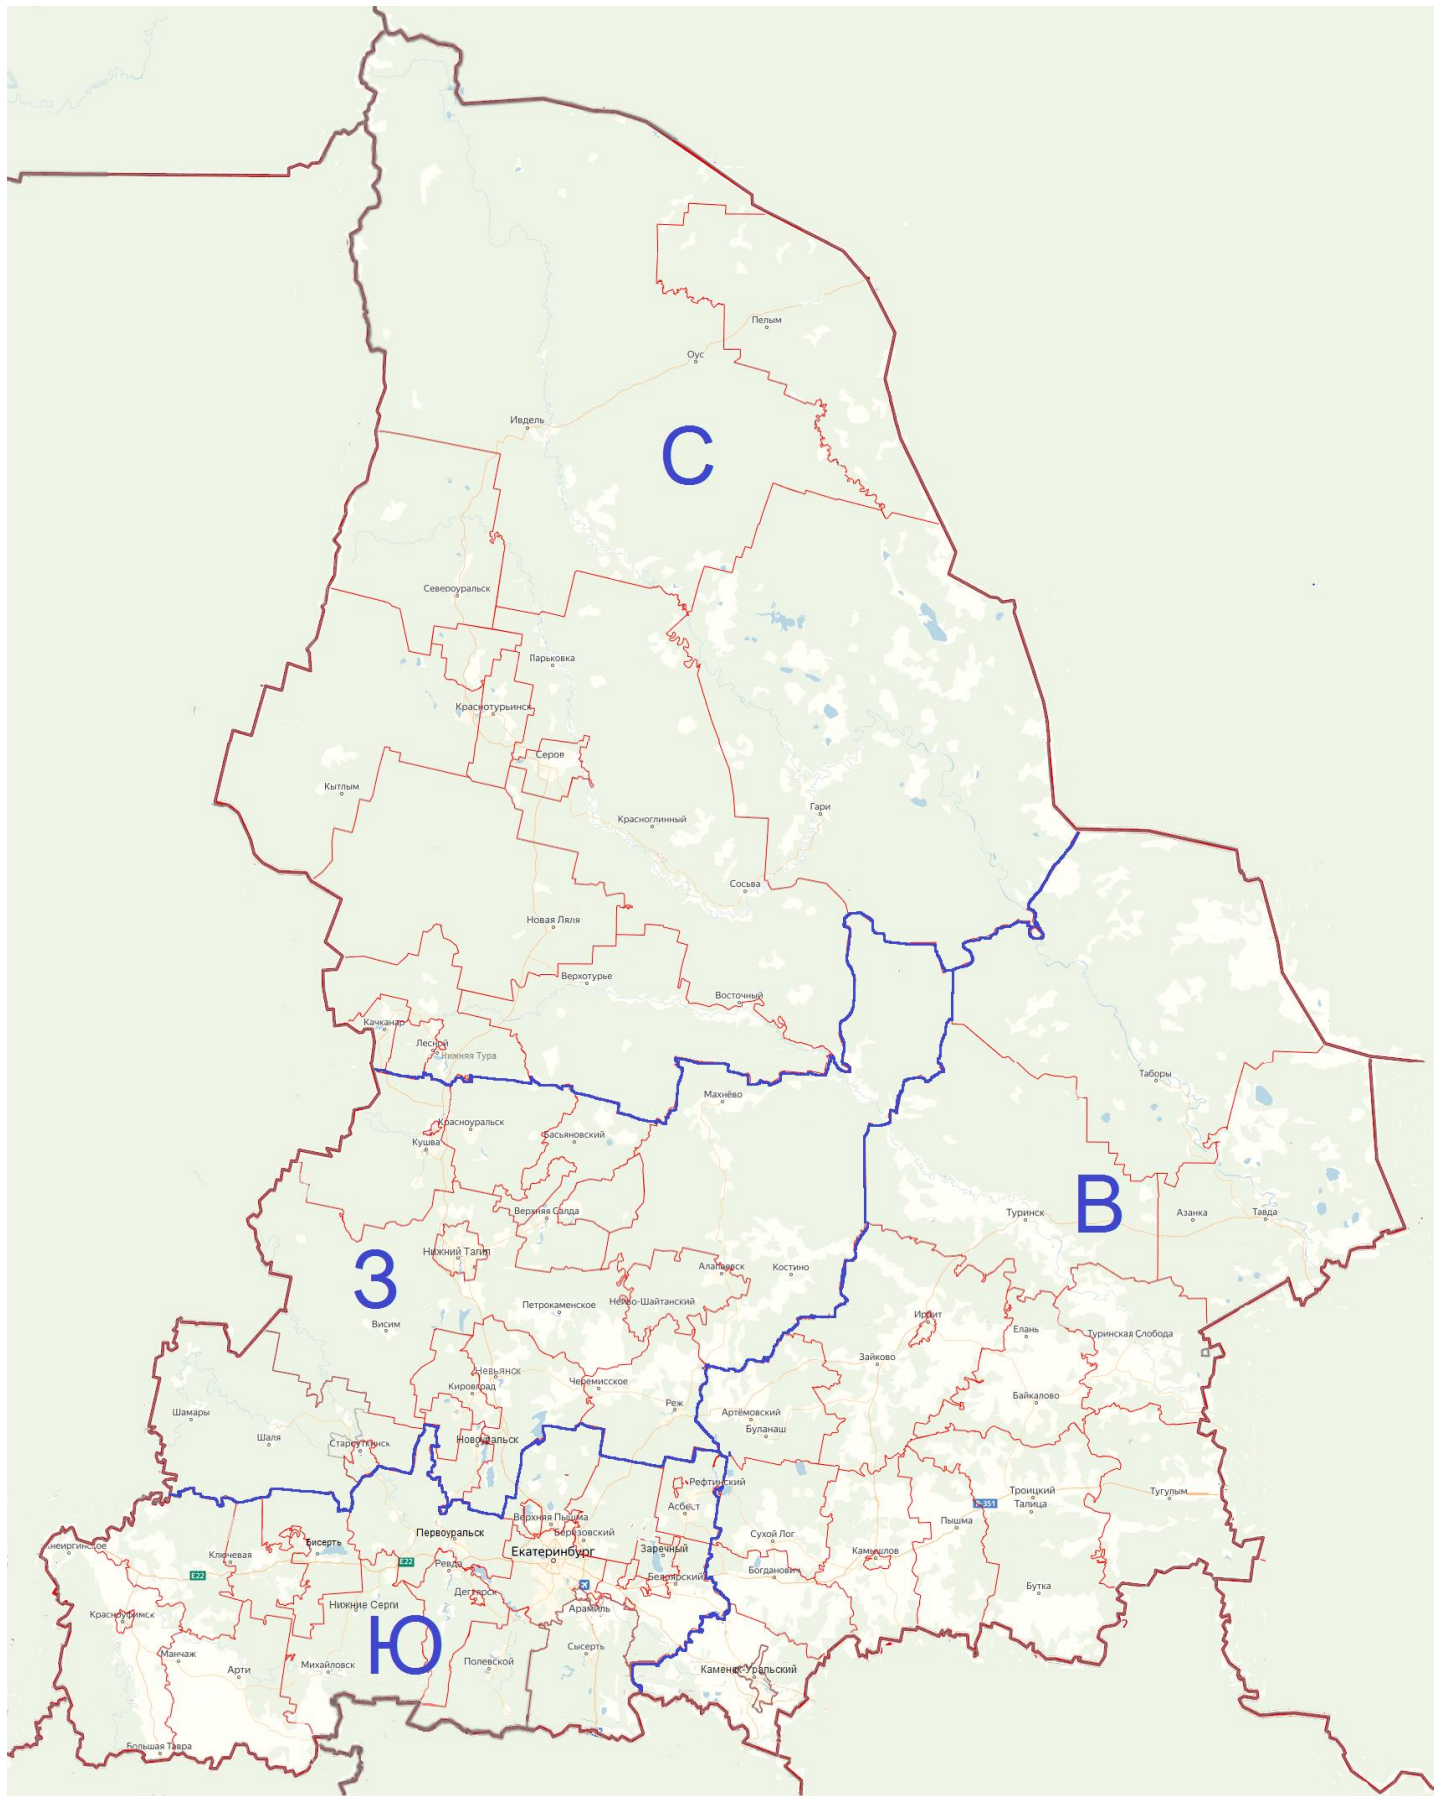 Пелым
Оус
Ивдель
С
Североуральск
Парьковка
Краснотурьинск
Серов
Кытлым
Гари
Красноглинный
Сосьва
Новая Ляля
Верхотурье
Восточный
Качканар
Лесной
Нижняя Тура
Таборы
Махнёво
Красноуральск
Басьяновский
Кушва
В
Верхняя Салда
Туринск
Азанка
Тавда
Нижний Тагил
З
Алапаевск
Костино
Петрокаменское
Нейво-Шайтанский
Висим
Ирбит
Елань
Туринская Слобода
Зайково
Невьянск
Кировград
Черемисское
Байкалово
Реж
Шамары
Артёмовский
Буланаш
Шаля
Староуткинск
Новоуральск
Рефтинский
Троицкий
Тугулым
Талица
Р-351
Асбест
Верхняя Пышма
Пышма
Первоуральск
Берёзовский
Сухой Лог
Бисерть
Заречный
Екатеринбург
Ключевая
Камышлов
Е22
Ревда
Богданович
Е22
Белоярский
Дегтярск
Бутка
Нижние Серги
Арамиль
Красноуфимск
Ю
Сысерть
Манчаж
Михайловск
Полевской
Каменск-Уральский
Арти
Большая Тавра